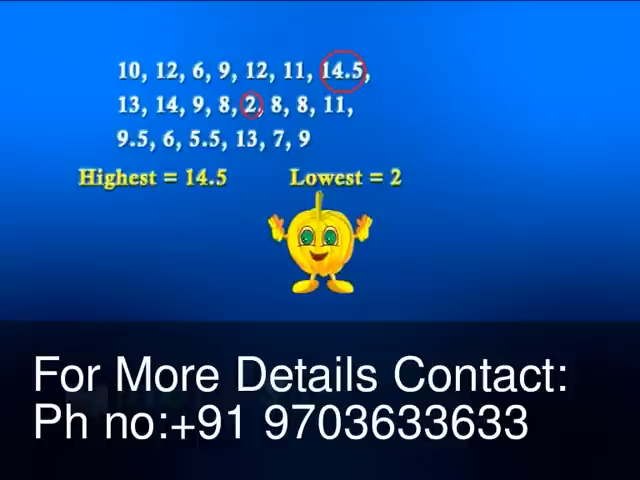 10, 12, 6, 9, 12, 11, 14.5,
13, 14, 9, 8, 2, 8, 8, 11,
9.5, 6, 5.5, 13, 7, 9
Highest = 14.5 Lowest = 2
For More Details Contact:
Ph no:+91 9703633633